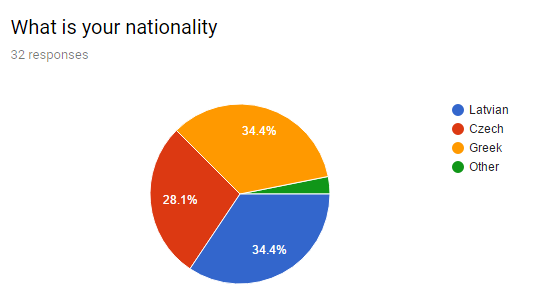 What is your nationality
32 responses
34.4%
28.1%
34.4%
Latvian
Czech
Greek
Other